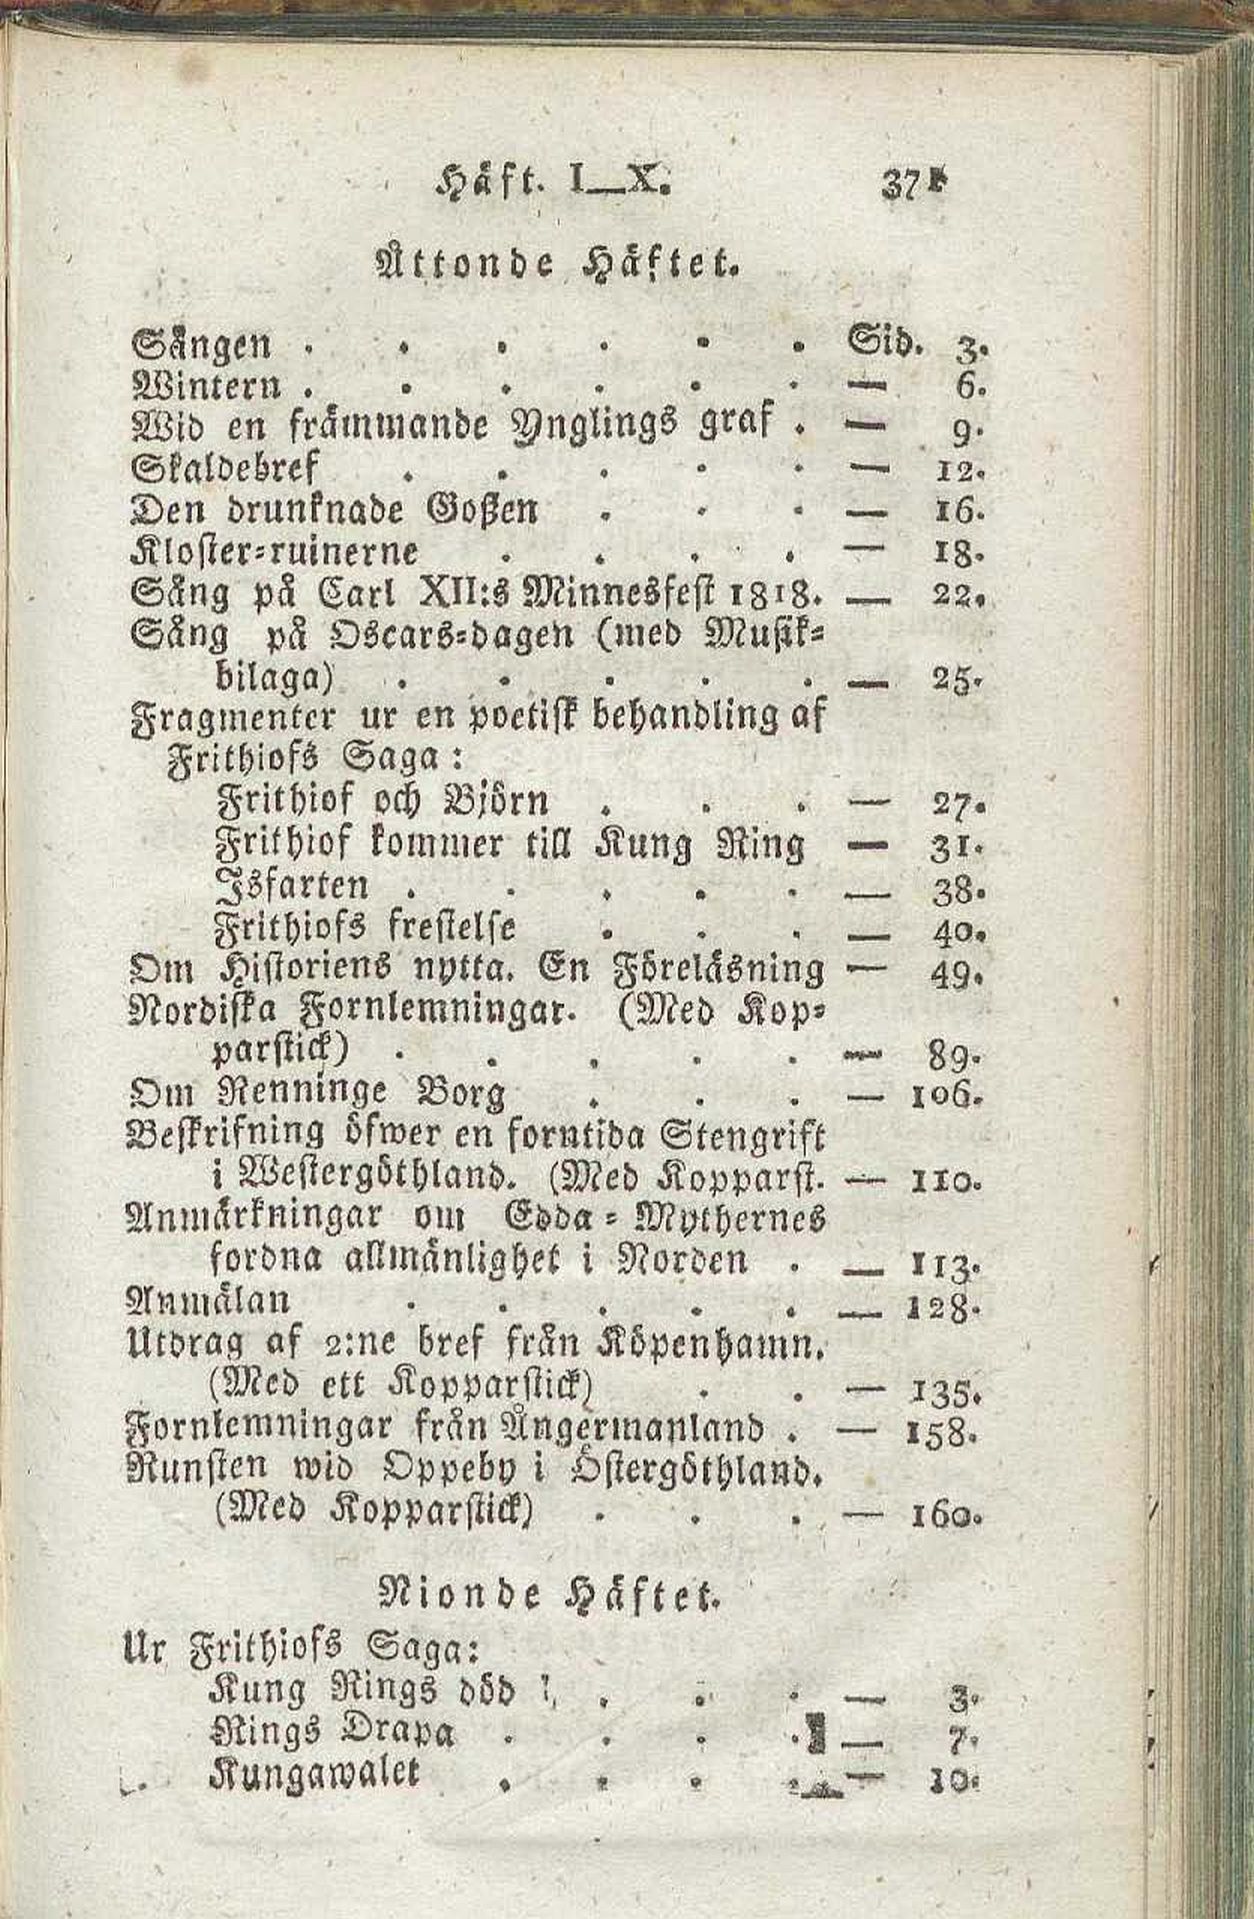 Häft. I—X. 371
Åttonde Häftet.
Sången . . . . . . Sid. 3.
Wintern . . . . . . — 6.
Wid en främmande Ynglings graf . — 9.
Skaldebref . . . . . — 12.
Den drunknade Goßen . . . — 16.
Kloster-ruinerne . . . . — 18.
Sång på Carl XII:s Minnesfest 1818. — 22.
Sång på Oscars-dagen (med Musik-
bilaga) . . . . . — 25.
Fragmenter ur en poetisk behandling af
Frithiofs Saga:
Frithiof och Björn . . . — 27.
Frithiof kommer till Kung Ring — 31.
Isfarten . . . . . — 38.
Frithiofs frestelse . . . — 40.
Om Historiens nytta. En Föreläsning — 49.
Nordiska Fornlemningar. (Med Kop-
parstick) . . . . . — 89.
Om Renninge Borg . . . — 106.
Beskrifning öfwer en forntida Stengrift
i Westergöthland. (Med Kopparst. — 110.
Anmärkningar om Edda-Mythernes
fordna allmänlighet i Norden . — 113.
Anmälan . . . . . — 128.
Utdrag af 2:ne bref från Köpenhamn.
(Med ett Kopparstick) . . — 135.
Fornlemningar från Ångermanland . — 158.
Runsten wid Oppeby i Östergöthland.
(Med Kopparstick) . . . — 160.
Nionde Häftet.
Ur Frithiofs Saga:
Kung Rings död . . . — 3.
Rings Drapa . . . . — 7.
Kungawalet . . . . — 10.